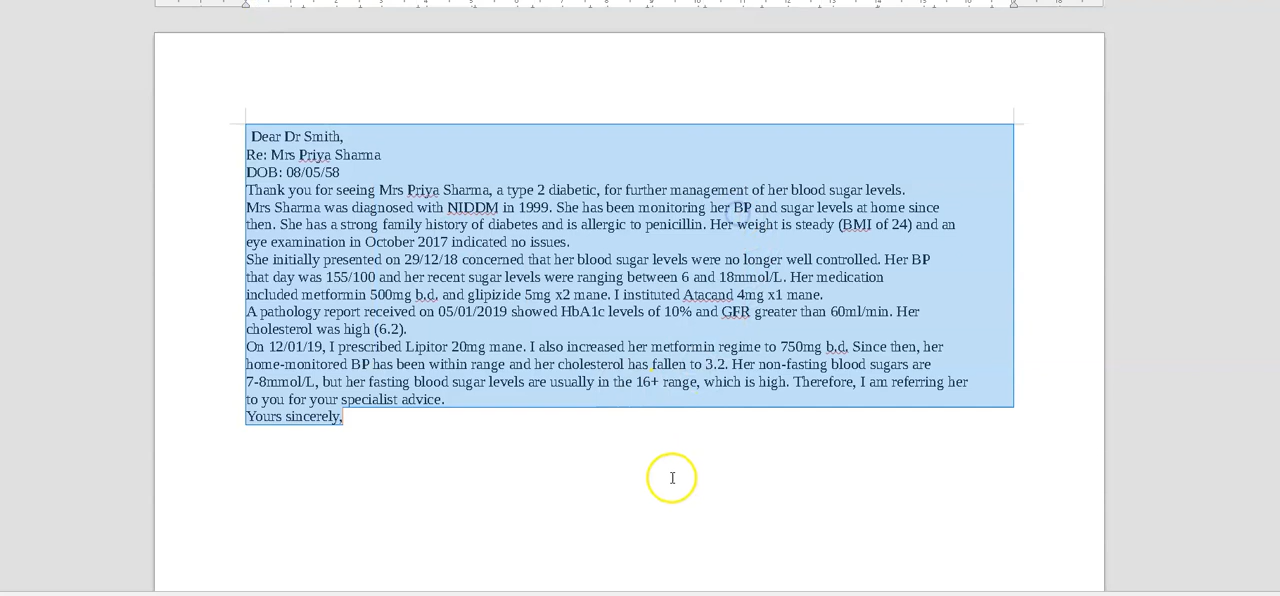 Dear Dr Smith,
Re: Mrs Priya Sharma
DOB: 08/05/58
Thank you for seeing Mrs Priya Sharma, a type 2 diabetic, for further management of her blood sugar levels.
Mrs Sharma was diagnosed with NIDDM in 1999. She has been monitoring her BP and sugar levels at home since
then. She has a strong family history of diabetes and is allergic to penicillin. Her weight is steady (BMI of 24) and an
eye examination in October 2017 indicated no issues.
She initially presented on 29/12/18 concerned that her blood sugar levels were no longer well controlled. Her BP
that day was 155/100 and her recent sugar levels were ranging between 6 and 18mmol/L. Her medication
included metformin 500mg b.d. and glipizide 5mg x2 mane. I instituted Atacand 4mg x1 mane.
A pathology report received on 05/01/2019 showed HbA1c levels of 10% and GFR greater than 60ml/min. Her
cholesterol was high (6.2).
On 12/01/19, I prescribed Lipitor 20mg mane. I also increased her metformin regime to 750mg b.d. Since then, her
home-monitored BP has been within range and her cholesterol has fallen to 3.2. Her non-fasting blood sugars are
7-8mmol/L, but her fasting blood sugar levels are usually in the 16+ range, which is high. Therefore, I am referring her
to you for your specialist advice.
Yours sincerely,